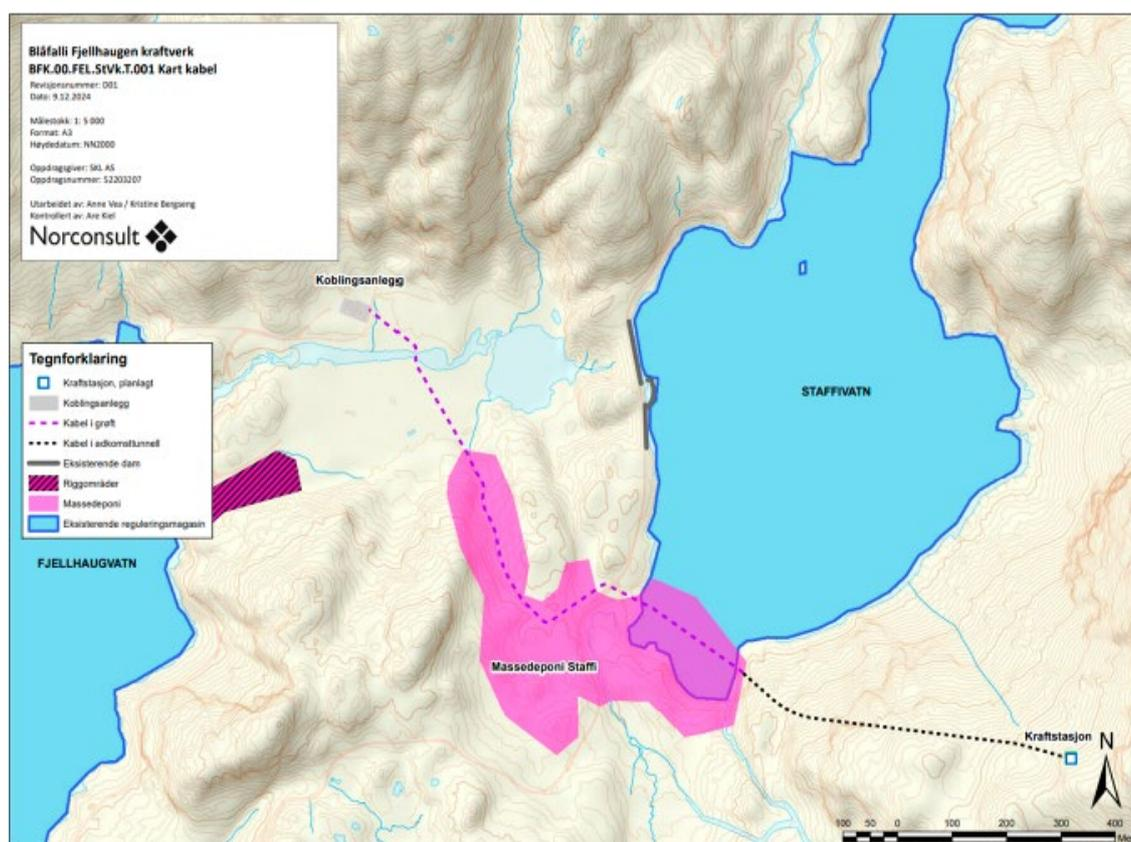 Blåfalli Fjellhaugen kraftverk
BFK.00.FEL.StVk.T.001 Kart kabel
Revisjonsnummer: D01
Dato: 9.12.2024
Målestokk: 1: 5 000
Format: A3
Høydedatum: NN2000
Oppdragsgiver: SKL AS
Oppdragsnummer: 52203207
Utarbeidet av: Anne Vea / Kristine Bergseng
Kontrollert av: Are Kiel
Norconsult
Koblingsanlegg
Tegnforklaring
Kraftstasjon, planlagt
Koblingsanlegg
Kabel i grøft
Kabel i adkomsttunnell
Eksisterende dam
Riggområder
Massedeponi
Eksisterende reguleringsmagasin
STAFFIVATN
FJELLHAUGVATN
Massedeponi Staffi
Kraftstasjon
N
100 50 0 100 200 300 400
Me